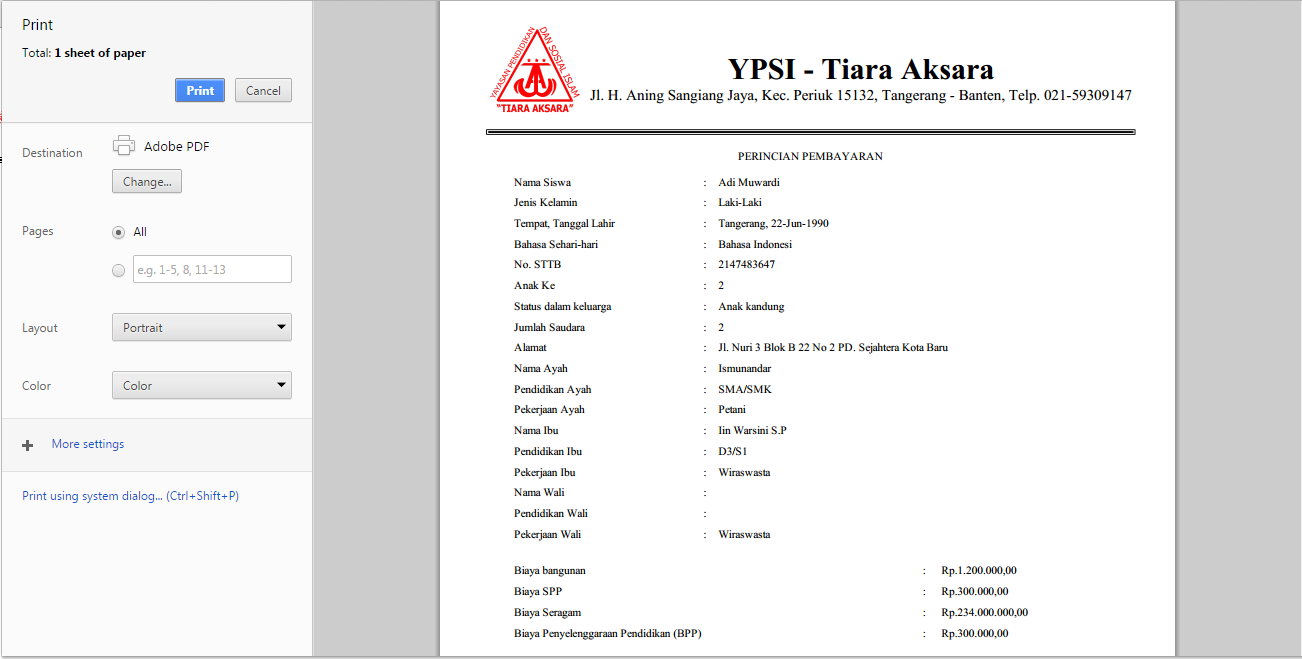 Print
Total: 1 sheet of paper
Print
Cancel
Destination
Adobe PDF
Change...
Pages
All
e.g. 1-5, 8, 11-13
Layout
Portrait
Color
Color
More settings
Print using system dialog... (Ctrl+Shift+P)
YAYASAN PENDIDIKAN
DAN SOSIAL ISLAM
"TIARA AKSARA"
YPSI - Tiara Aksara
Jl. H. Aning Sangiang Jaya, Kec. Periuk 15132, Tangerang - Banten, Telp. 021-59309147
PERINCIAN PEMBAYARAN
Nama Siswa : Adi Muwardi
Jenis Kelamin : Laki-Laki
Tempat, Tanggal Lahir : Tangerang, 22-Jun-1990
Bahasa Sehari-hari : Bahasa Indonesi
No. STTB : 2147483647
Anak Ke : 2
Status dalam keluarga : Anak kandung
Jumlah Saudara : 2
Alamat : Jl. Nuri 3 Blok B 22 No 2 PD. Sejahtera Kota Baru
Nama Ayah : Ismunandar
Pendidikan Ayah : SMA/SMK
Pekerjaan Ayah : Petani
Nama Ibu : Iin Warsini S.P
Pendidikan Ibu : D3/S1
Pekerjaan Ibu : Wiraswasta
Nama Wali :
Pendidikan Wali :
Pekerjaan Wali : Wiraswasta
Biaya bangunan : Rp.1.200.000,00
Biaya SPP : Rp.300.000,00
Biaya Seragam : Rp.234.000.000,00
Biaya Penyelenggaraan Pendidikan (BPP) : Rp.300.000,00